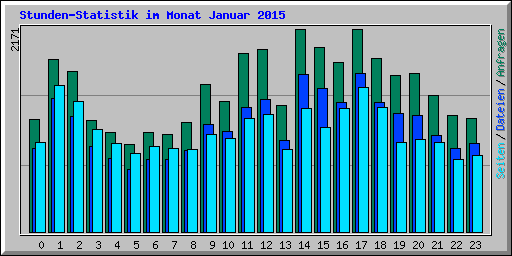 Stunden-Statistik im Monat Januar 2015
2171
Seiten/Dateien/Anfragen
0 1 2 3 4 5 6 7 8 9 10 11 12 13 14 15 16 17 18 19 20 21 22 23